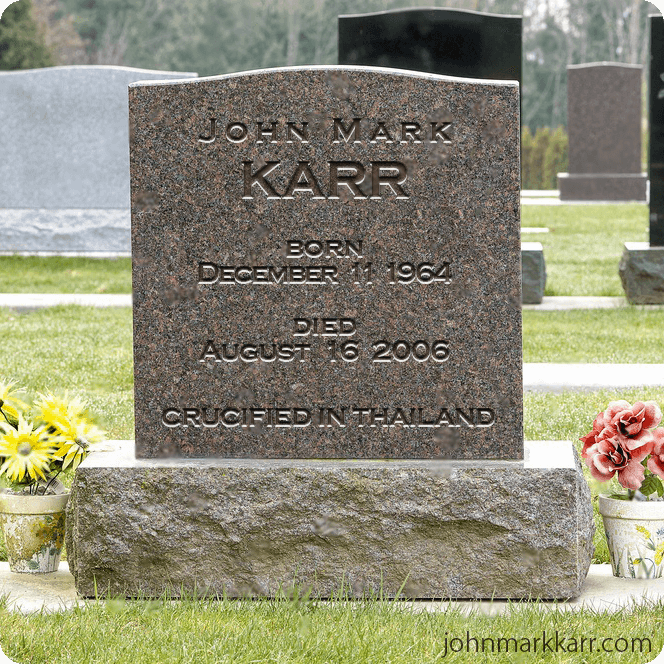 John Mark
KARR
BORN
December 11 1964
DIED
August 16 2006
CRUCIFIED IN THAILAND
johnmarkkarr.com